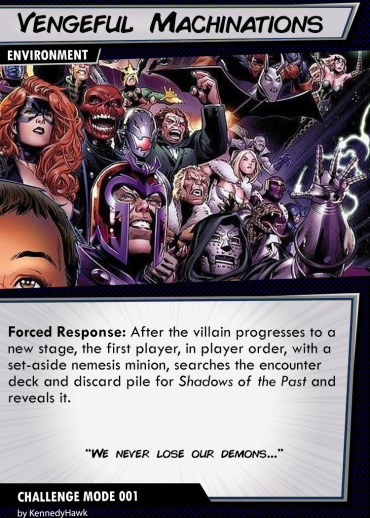 Vengeful Machinations
ENVIRONMENT
Forced Response: After the villain progresses to a
new stage, the first player, in player order, with a
set-aside nemesis minion, searches the encounter
deck and discard pile for Shadows of the Past and
reveals it.
"We never lose our demons..."
CHALLENGE MODE 001
by KennedyHawk